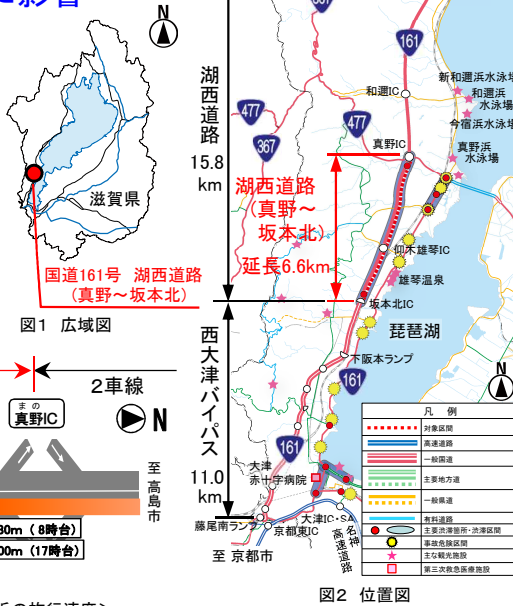 N
滋賀県
国道161号 湖西道路
(真野～坂本北)
図1 広域図
2車線
まの
真野IC
N
至 高島市
30m ( 8時台)
00m (17時台)
湖西道路
15.8
km
西大津バイパス
11.0
km
湖西道路
(真野～
坂本北)
延長6.6km
161
477
477
367
和邇IC
真野IC
新和邇浜水泳場
和邇浜
水泳場
今宿浜水泳場
真野浜
水泳場
仰木雄琴IC
雄琴温泉
坂本北IC
琵琶湖
下阪本ランプ
161
161
大津
赤十字病院
藤尾南ランプ
京都東IC
大津IC・SA
名神
高速道路
至 京都市
N
凡 例
対象区間
高速道路
一般国道
主要地方道
一般県道
有料道路
主要渋滞箇所・渋滞区間
事故危険区間
主な観光施設
第三次救急医療施設
図2 位置図